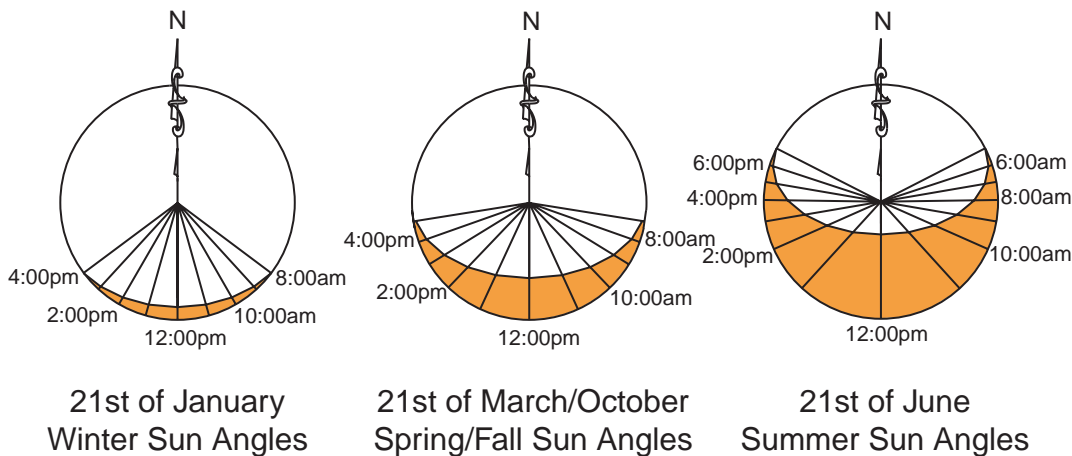 N
4:00pm
2:00pm
12:00pm
10:00am
8:00am
21st of January
Winter Sun Angles
N
4:00pm
2:00pm
12:00pm
10:00am
8:00am
21st of March/October
Spring/Fall Sun Angles
N
6:00pm
4:00pm
2:00pm
12:00pm
10:00am
8:00am
6:00am
21st of June
Summer Sun Angles